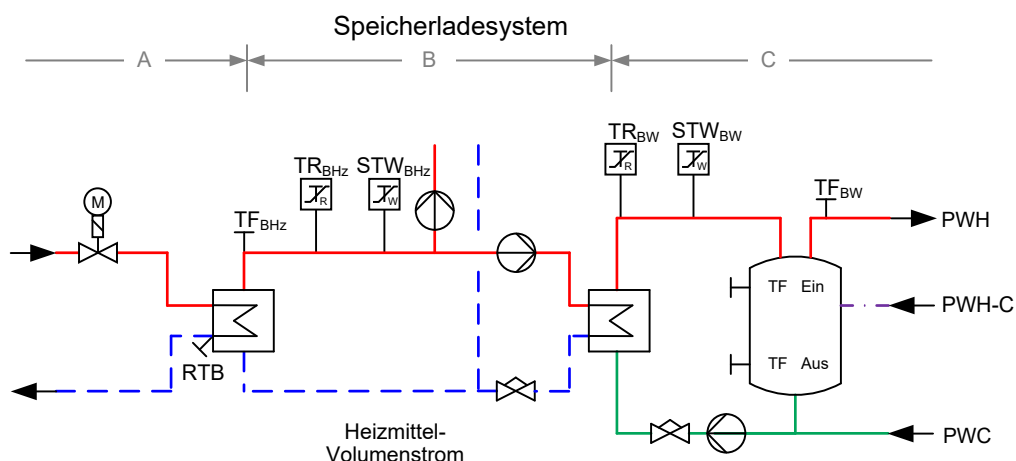 Speicherladesystem
A B C
TR_BHz STW_BHz TR_BW STW_BW
R W R W
M TF_BHz TF_BW
PWH
TF Ein
PWH-C
RTB TF Aus
PWC
Heizmittel-
Volumenstrom